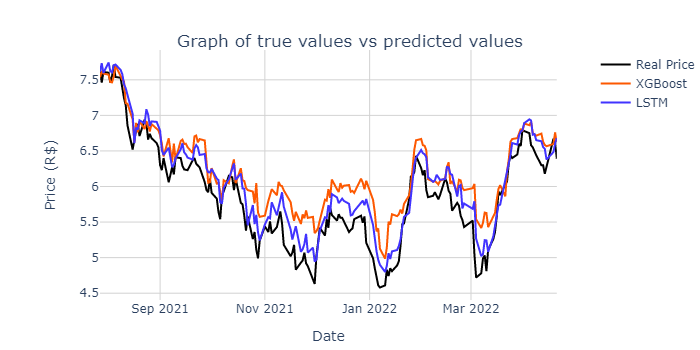 Graph of true values vs predicted values
Real Price
XGBoost
LSTM
Price (R$)
7.5
7
6.5
6
5.5
5
4.5
Sep 2021
Nov 2021
Jan 2022
Mar 2022
Date